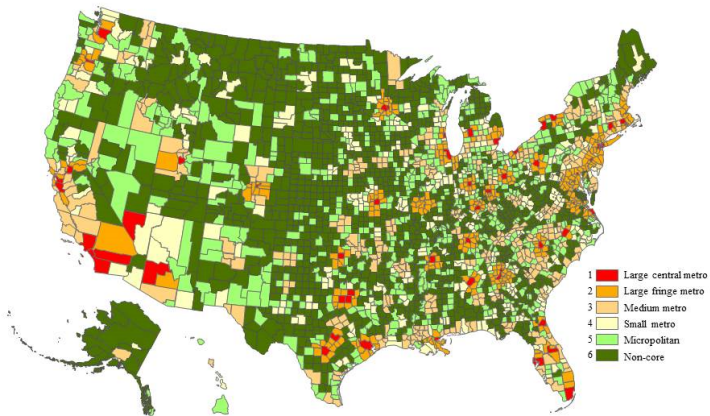 1 Large central metro
2 Large fringe metro
3 Medium metro
4 Small metro
5 Micropolitan
6 Non-core